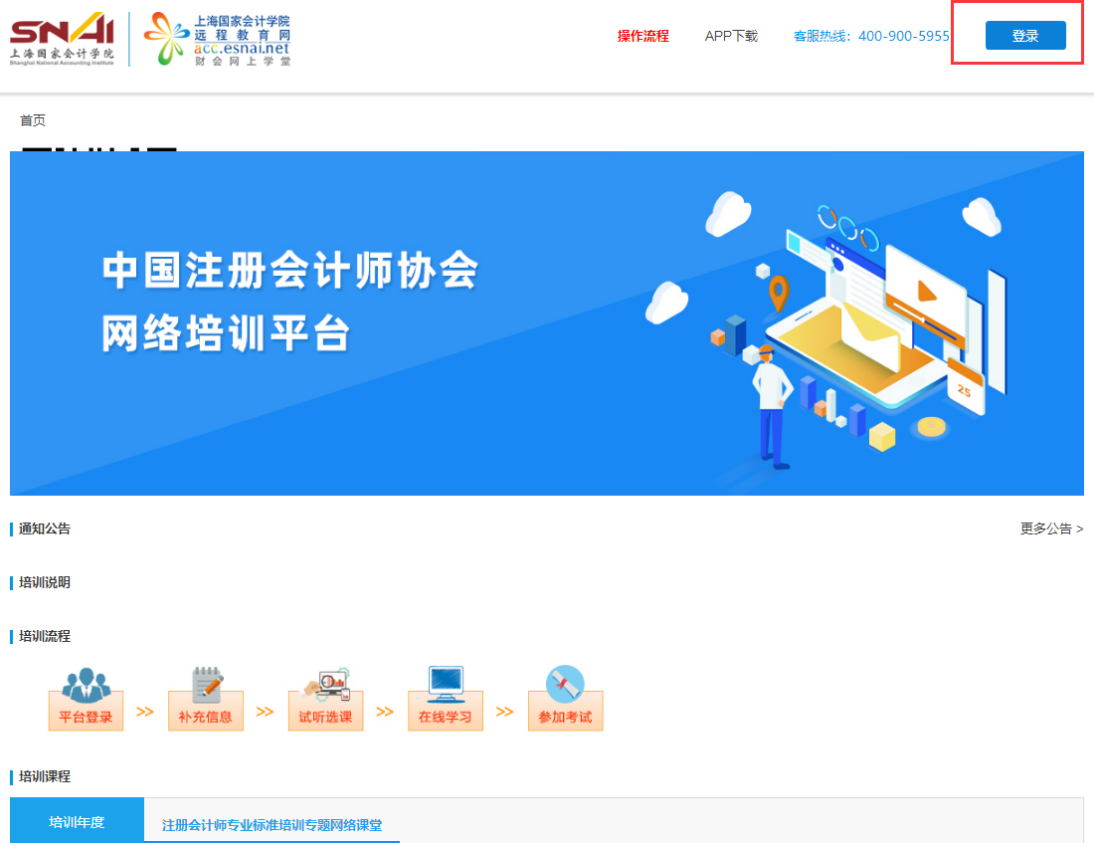 SNAI
上海国家会计学院
Shanghai National Accounting Institute
上海国家会计学院
远程教育网
acc.esnai.net
财会网上学堂
操作流程
APP下载
客服热线：400-900-5955
登录
首页
中国注册会计师协会
网络培训平台
25
通知公告
更多公告 >
培训说明
培训流程
平台登录 >> 补充信息 >> 试听选课 >> 在线学习 >> 参加考试
培训课程
培训年度
注册会计师专业标准培训专题网络课堂